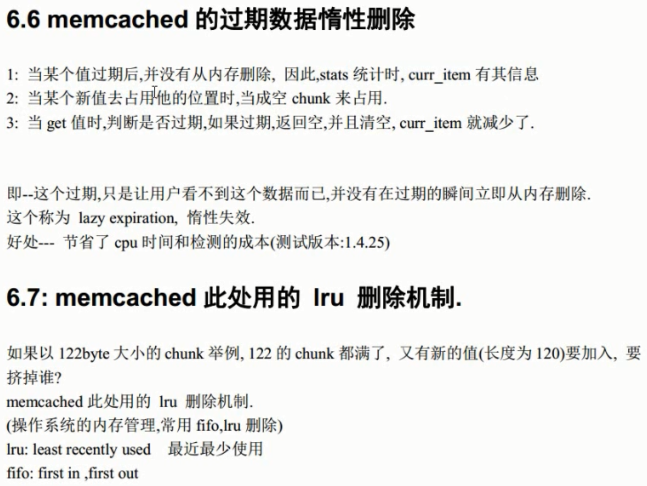 6.6 memcached 的过期数据惰性删除
1: 当某个值过期后,并没有从内存删除, 因此,stats 统计时, curr_item 有其信息
2: 当某个新值去占用他的位置时,当成空 chunk 来占用.
3: 当 get 值时,判断是否过期,如果过期,返回空,并且清空, curr_item 就减少了.
即--这个过期,只是让用户看不到这个数据而已,并没有在过期的瞬间立即从内存删除.
这个称为 lazy expiration, 惰性失效.
好处--- 节省了 cpu 时间和检测的成本(测试版本:1.4.25)
6.7: memcached 此处用的 lru 删除机制.
如果以 122byte 大小的 chunk 举例, 122 的 chunk 都满了, 又有新的值(长度为 120)要加入, 要
挤掉谁?
memcached 此处用的 lru 删除机制.
(操作系统的内存管理,常用 fifo,lru 删除)
lru: least recently used 最近最少使用
fifo: first in ,first out